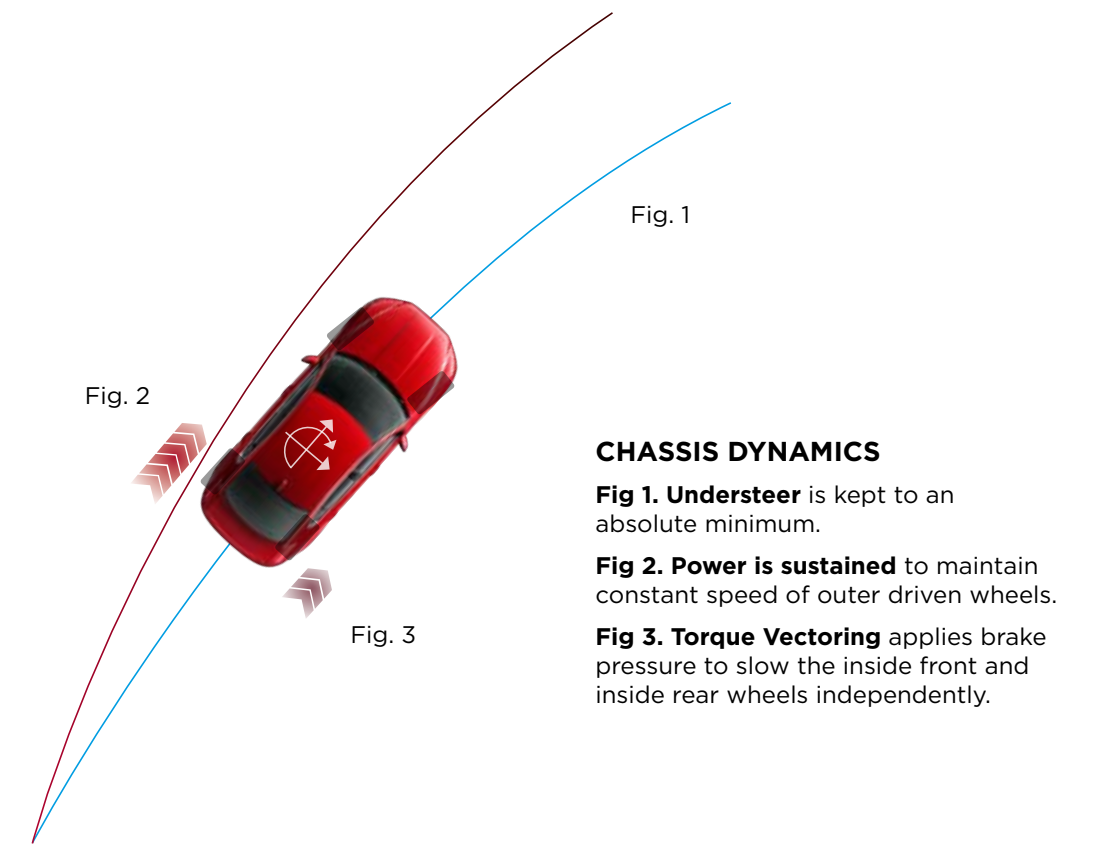 Fig. 1
Fig. 2
CHASSIS DYNAMICS
Fig 1. Understeer is kept to an
absolute minimum.
Fig 2. Power is sustained to maintain
constant speed of outer driven wheels.
Fig. 3
Fig 3. Torque Vectoring applies brake
pressure to slow the inside front and
inside rear wheels independently.